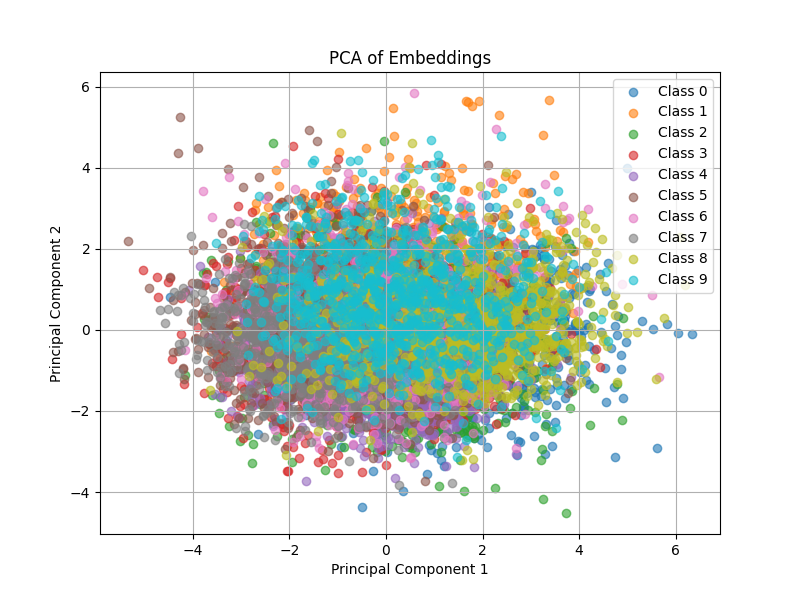 PCA of Embeddings
6
4
2
0
−2
−4
Principal Component 2
−4
−2
0
2
4
6
Principal Component 1
Class 0
Class 1
Class 2
Class 3
Class 4
Class 5
Class 6
Class 7
Class 8
Class 9